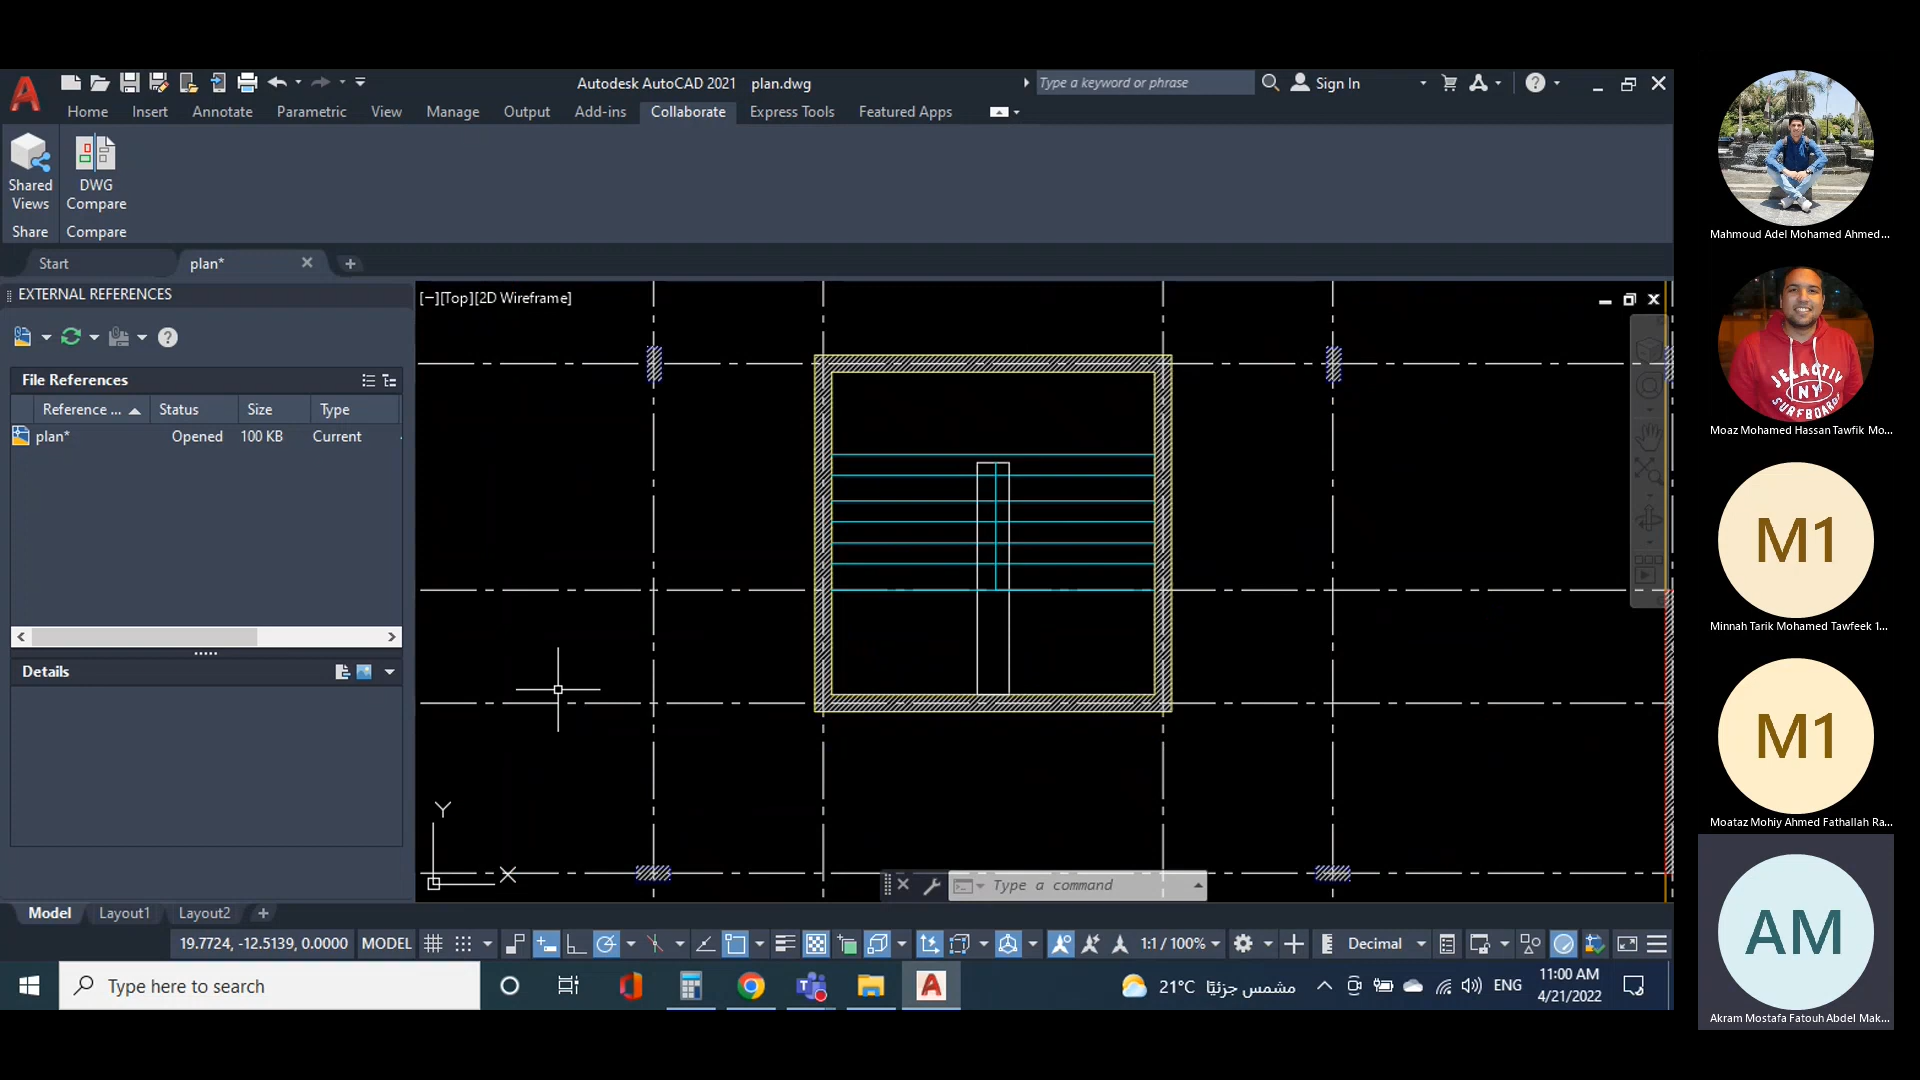 Autodesk AutoCAD 2021 plan.dwg
Type a keyword or phrase
Sign In
Home Insert Annotate Parametric View Manage Output Add-ins Collaborate Express Tools Featured Apps
Shared Views
DWG Compare
Share Compare
Start plan*
EXTERNAL REFERENCES
[−][Top][2D Wireframe]
File References
Reference ... Status Size Type
plan* Opened 100 KB Current
Details
Y
X
Type a command
Model Layout1 Layout2
19.7724, -12.5139, 0.0000 MODEL 1:1 / 100% Decimal
Type here to search
21°C مشمس جزئيًا ENG
11:00 AM
4/21/2022
Mahmoud Adel Mohamed Ahmed...
JELACTIV
NY
SURFBOARD
Moaz Mohamed Hassan Tawfik Mo...
M1
Minnah Tarik Mohamed Tawfeek 1...
M1
Moataz Mohiy Ahmed Fathallah Ra...
AM
Akram Mostafa Fatouh Abdel Mak...